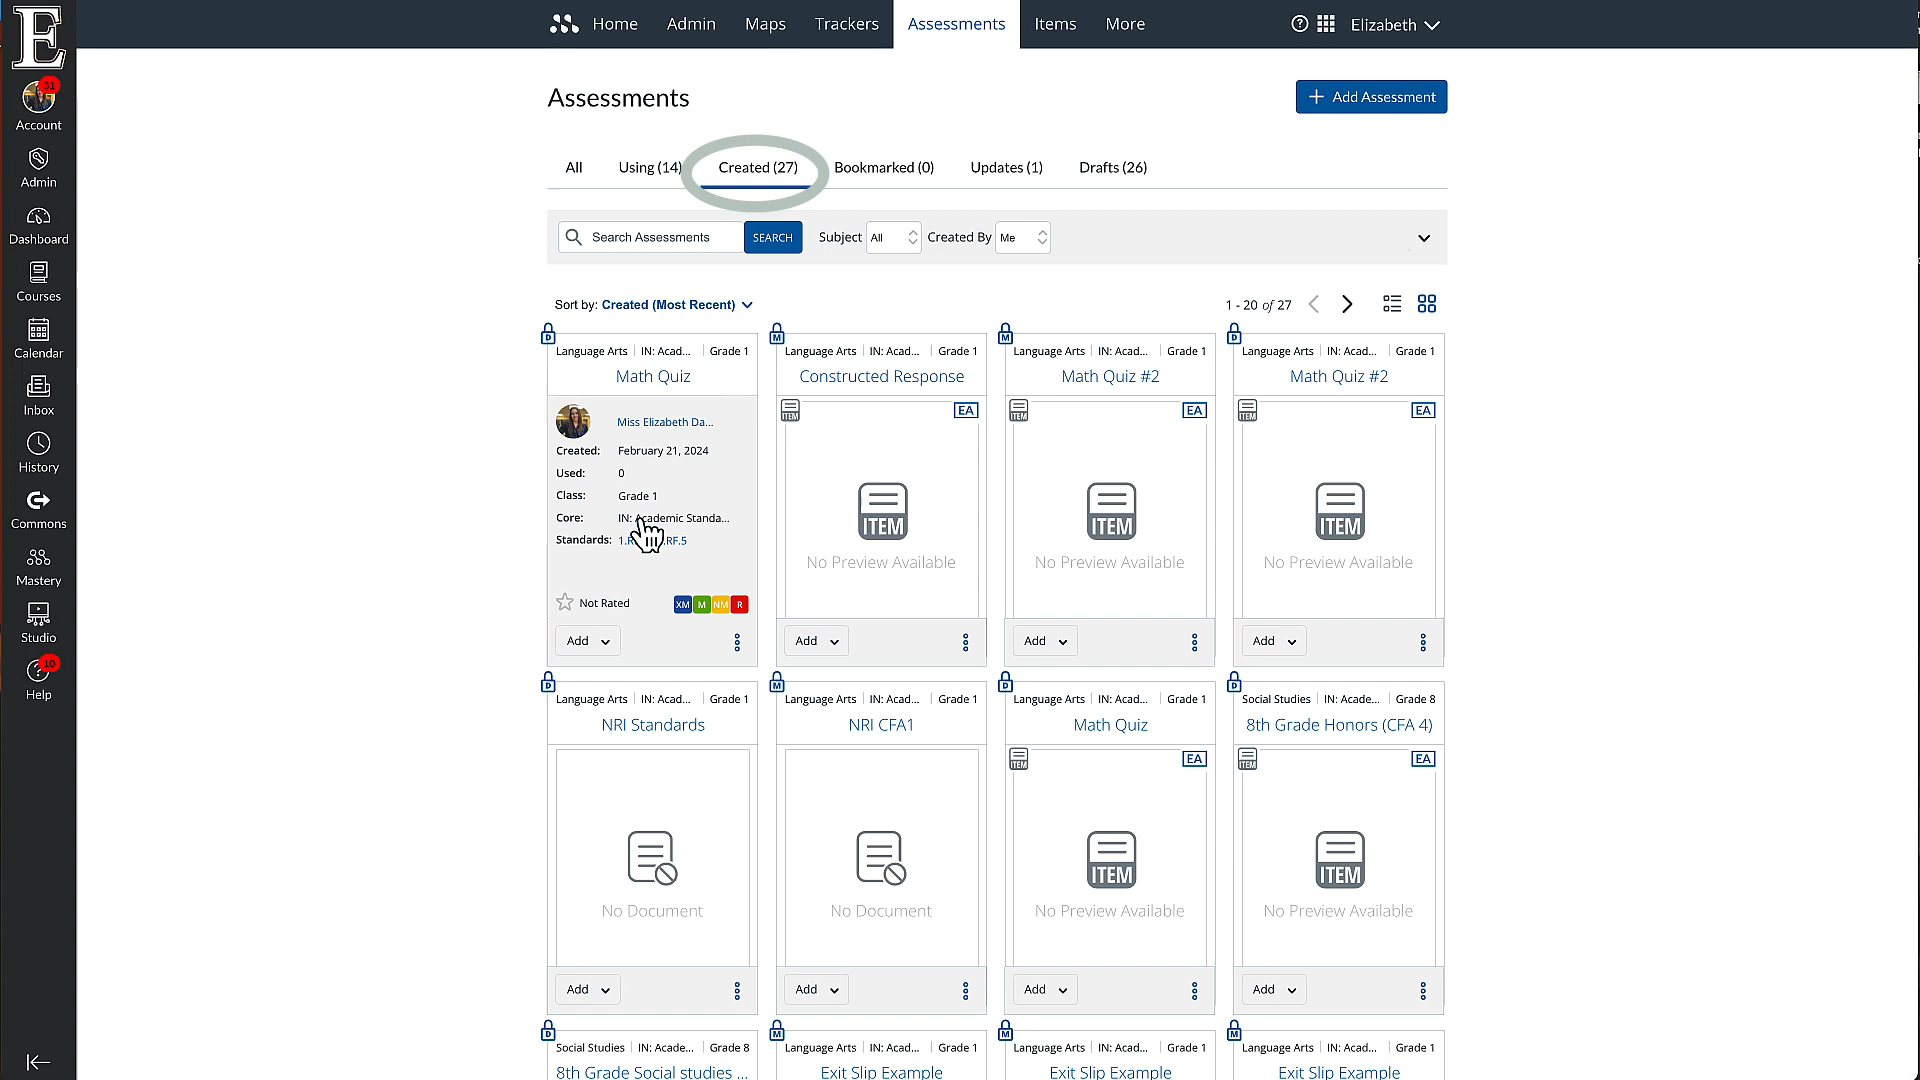 E
Home Admin Maps Trackers Assessments Items More
Elizabeth
31
Account
Admin
Dashboard
Courses
Calendar
Inbox
History
Commons
Mastery
Studio
10
Help
Assessments
Add Assessment
All Using (14) Created (27) Bookmarked (0) Updates (1) Drafts (26)
Search Assessments SEARCH Subject All Created By Me
Sort by: Created (Most Recent)
1 - 20 of 27
D
Language Arts IN: Acad... Grade 1
Math Quiz
Miss Elizabeth Da...
Created: February 21, 2024
Used: 0
Class: Grade 1
Core: IN: Academic Standa...
Standards: RF.5
Not Rated
XM M NM R
Add
M
Language Arts IN: Acad... Grade 1
Constructed Response
ITEM EA
ITEM
No Preview Available
Add
M
Language Arts IN: Acad... Grade 1
Math Quiz #2
ITEM EA
ITEM
No Preview Available
Add
D
Language Arts IN: Acad... Grade 1
Math Quiz #2
ITEM EA
ITEM
No Preview Available
Add
D
Language Arts IN: Acad... Grade 1
NRI Standards
No Document
Add
M
Language Arts IN: Acad... Grade 1
NRI CFA1
No Document
Add
D
Language Arts IN: Acad... Grade 1
Math Quiz
ITEM EA
ITEM
No Preview Available
Add
D
Social Studies IN: Acade... Grade 8
8th Grade Honors (CFA 4)
ITEM EA
ITEM
No Preview Available
Add
D
Social Studies IN: Acade... Grade 8
8th Grade Social studies ...
M
Language Arts IN: Acad... Grade 1
Exit Slip Example
M
Language Arts IN: Acad... Grade 1
Exit Slip Example
M
Language Arts IN: Acad... Grade 1
Exit Slip Example